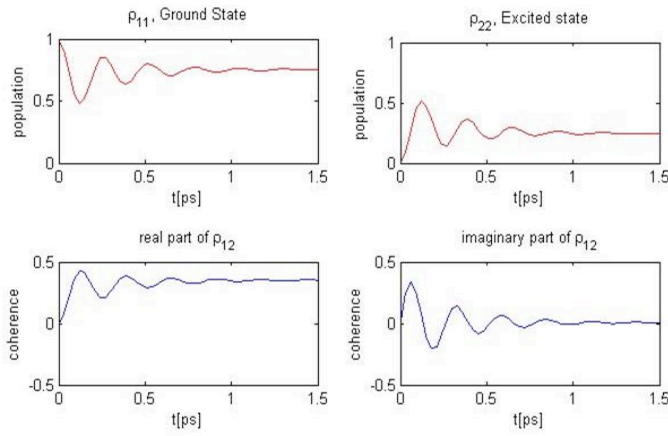 ρ₁₁, Ground State
1
0.5
0
population
0 0.5 1 1.5
t[ps]
ρ₂₂, Excited state
1
0.5
0
population
0 0.5 1 1.5
t[ps]
real part of ρ₁₂
0.5
0
-0.5
coherence
0 0.5 1 1.5
t[ps]
imaginary part of ρ₁₂
0.5
0
-0.5
coherence
0 0.5 1 1.5
t[ps]